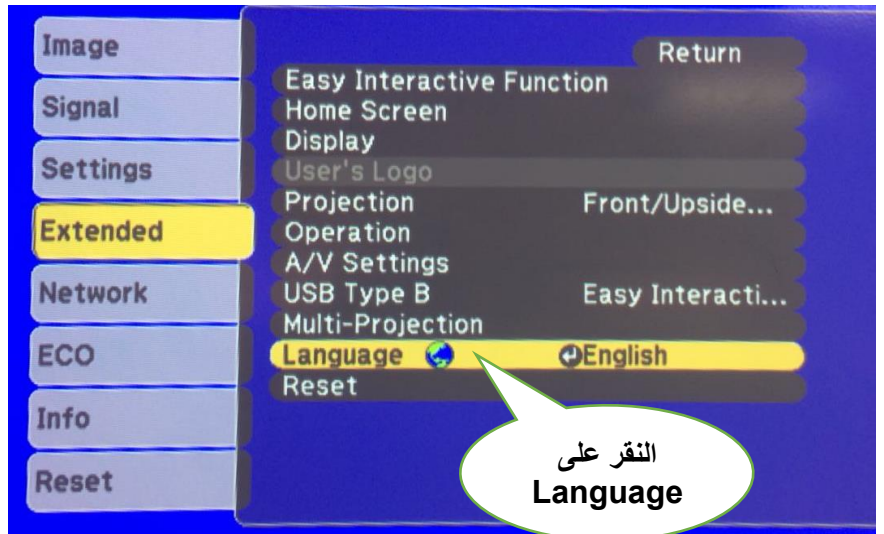 Image
Signal
Settings
Extended
Network
ECO
Info
Reset
Return
Easy Interactive Function
Home Screen
Display
User's Logo
Projection Front/Upside...
Operation
A/V Settings
USB Type B Easy Interacti...
Multi-Projection
Language English
Reset
النقر على
Language